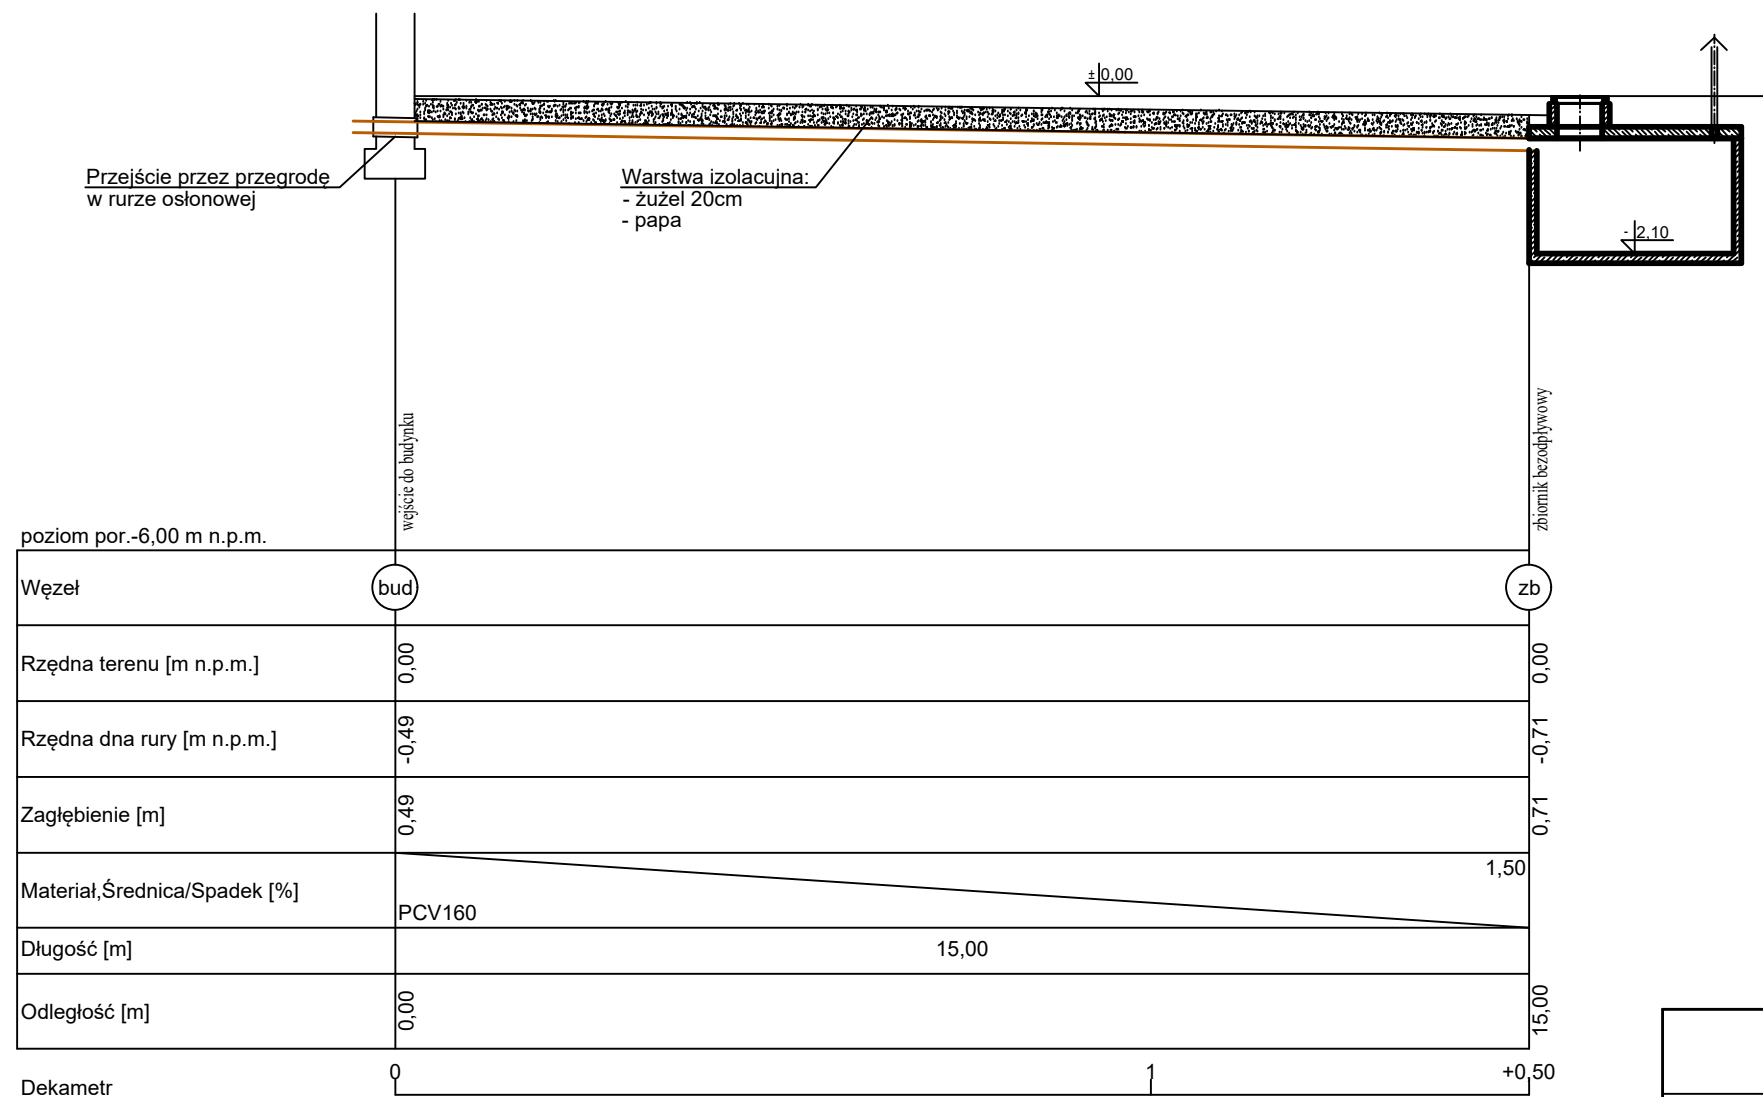 ±0,00
Przejście przez przegrodę
w rurze osłonowej
Warstwa izolacujna:
- żużel 20cm
- papa
- 2,10
wejście do budynku
zbiornik bezodpływowy
poziom por.-6,00 m n.p.m.
Węzeł bud zb
Rzędna terenu [m n.p.m.] 0,00 0,00
Rzędna dna rury [m n.p.m.] -0,49 -0,71
Zagłębienie [m] 0,49 0,71
Materiał,Średnica/Spadek [%] PCV160 1,50
Długość [m] 15,00
Odległość [m] 0,00 15,00
Dekametr 0 1 +0,50